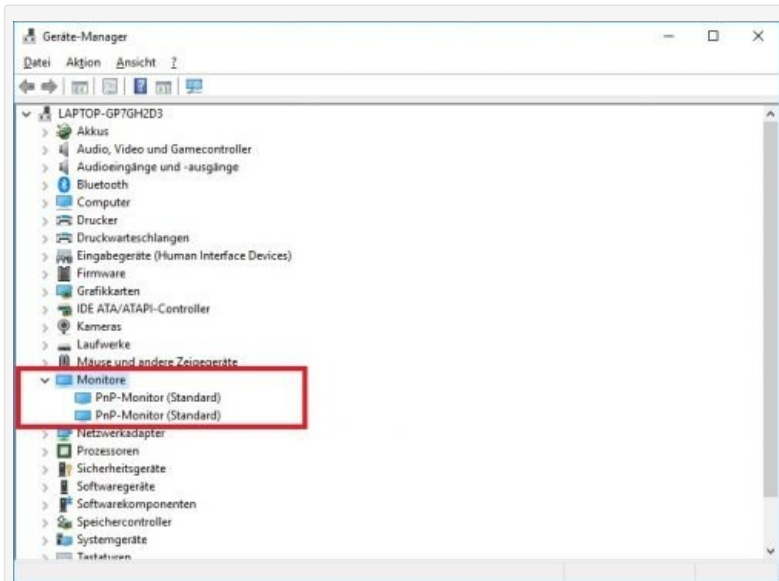 Geräte-Manager
Datei Aktion Ansicht ?
LAPTOP-GP7GH2D3
Akkus
Audio, Video und Gamecontroller
Audioeingänge und -ausgänge
Bluetooth
Computer
Drucker
Druckwarteschlangen
Eingabegeräte (Human Interface Devices)
Firmware
Grafikkarten
IDE ATA/ATAPI-Controller
Kameras
Laufwerke
Mäuse und andere Zeigegeräte
Monitore
PnP-Monitor (Standard)
PnP-Monitor (Standard)
Netzwerkadapter
Prozessoren
Sicherheitsgeräte
Softwaregeräte
Softwarekomponenten
Speichercontroller
Systemgeräte
Tastaturen